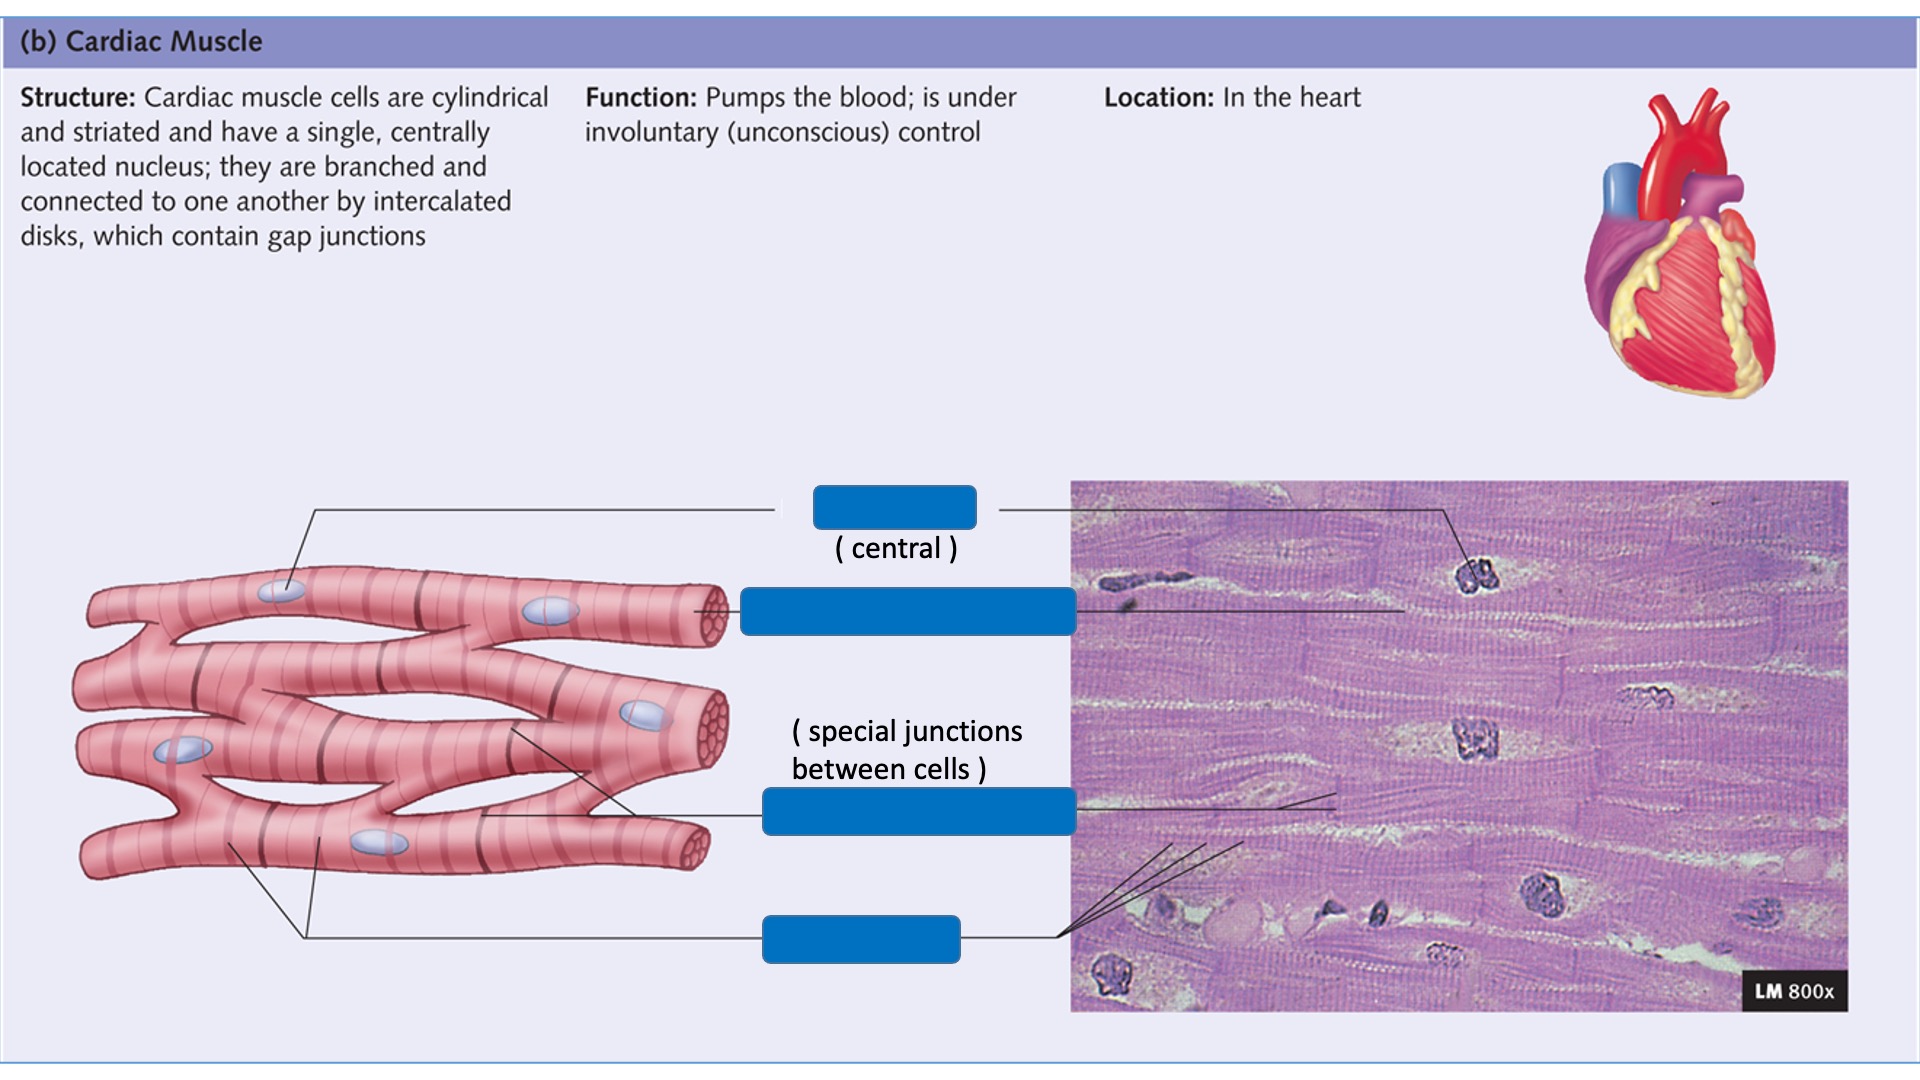 (b) Cardiac Muscle
Structure: Cardiac muscle cells are cylindrical
and striated and have a single, centrally
located nucleus; they are branched and
connected to one another by intercalated
disks, which contain gap junctions
Function: Pumps the blood; is under
involuntary (unconscious) control
Location: In the heart
( central )
( special junctions
between cells )
LM 800x